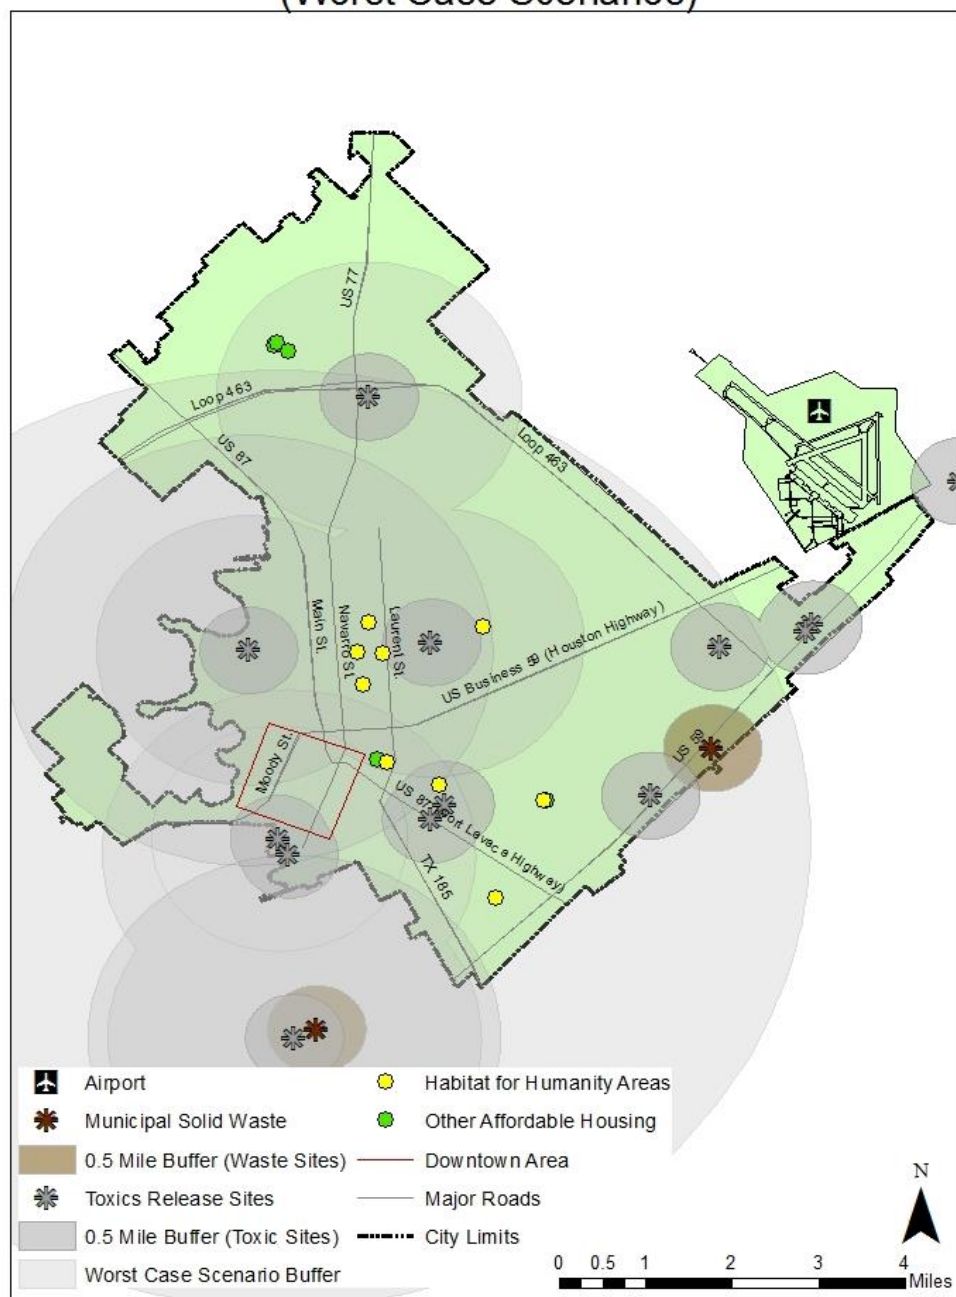 (Worst Case Scenarios)
US 77
Loop 463
US 87
Loop 463
Main St.
Navarro St.
Laurent St.
US Business 59 (Houston Highway)
Moody St.
US 59
US 87 (Port Lavaca Highway)
TX 185
Airport
Municipal Solid Waste
0.5 Mile Buffer (Waste Sites)
Toxics Release Sites
0.5 Mile Buffer (Toxic Sites)
Worst Case Scenario Buffer
Habitat for Humanity Areas
Other Affordable Housing
Downtown Area
Major Roads
City Limits
N
0 0.5 1 2 3 4
Miles